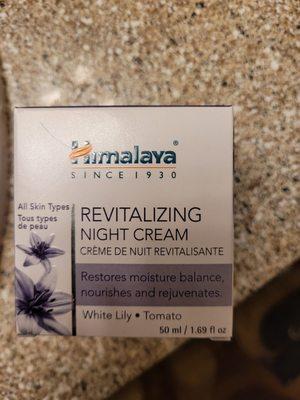 Himalaya®
SINCE 1930
All Skin Types
Tous types
de peau
REVITALIZING
NIGHT CREAM
CRÈME DE NUIT REVITALISANTE
Restores moisture balance,
nourishes and rejuvenates.
White Lily • Tomato
50 ml / 1.69 fl oz